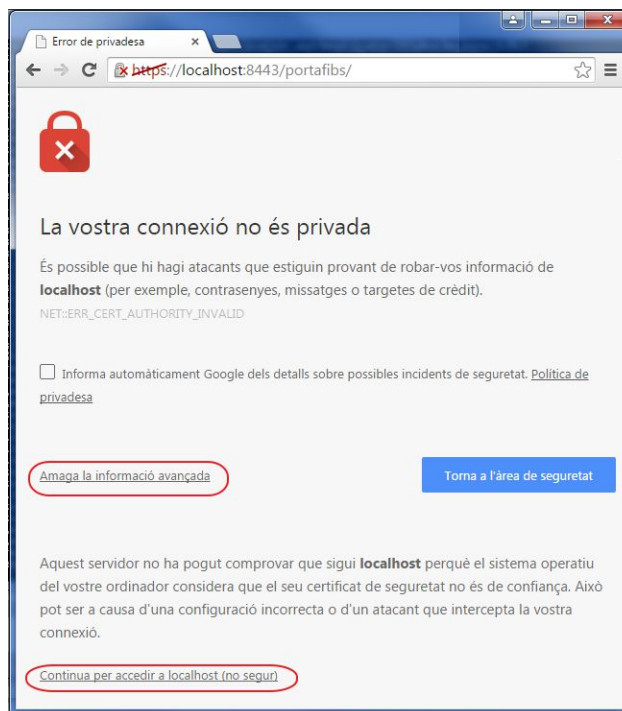 Error de privadesa
https://localhost:8443/portafibs/
La vostra connexió no és privada
És possible que hi hagi atacants que estiguin provant de robar-vos informació de
localhost (per exemple, contrasenyes, missatges o targetes de crèdit).
NET::ERR_CERT_AUTHORITY_INVALID
Informa automàticament Google dels detalls sobre possibles incidents de seguretat. Política de
privadesa
Amaga la informació avançada
Torna a l'àrea de seguretat
Aquest servidor no ha pogut comprovar que sigui localhost perquè el sistema operatiu
del vostre ordinador considera que el seu certificat de seguretat no és de confiança. Això
pot ser a causa d'una configuració incorrecta o d'un atacant que intercepta la vostra
connexió.
Continua per accedir a localhost (no segur)